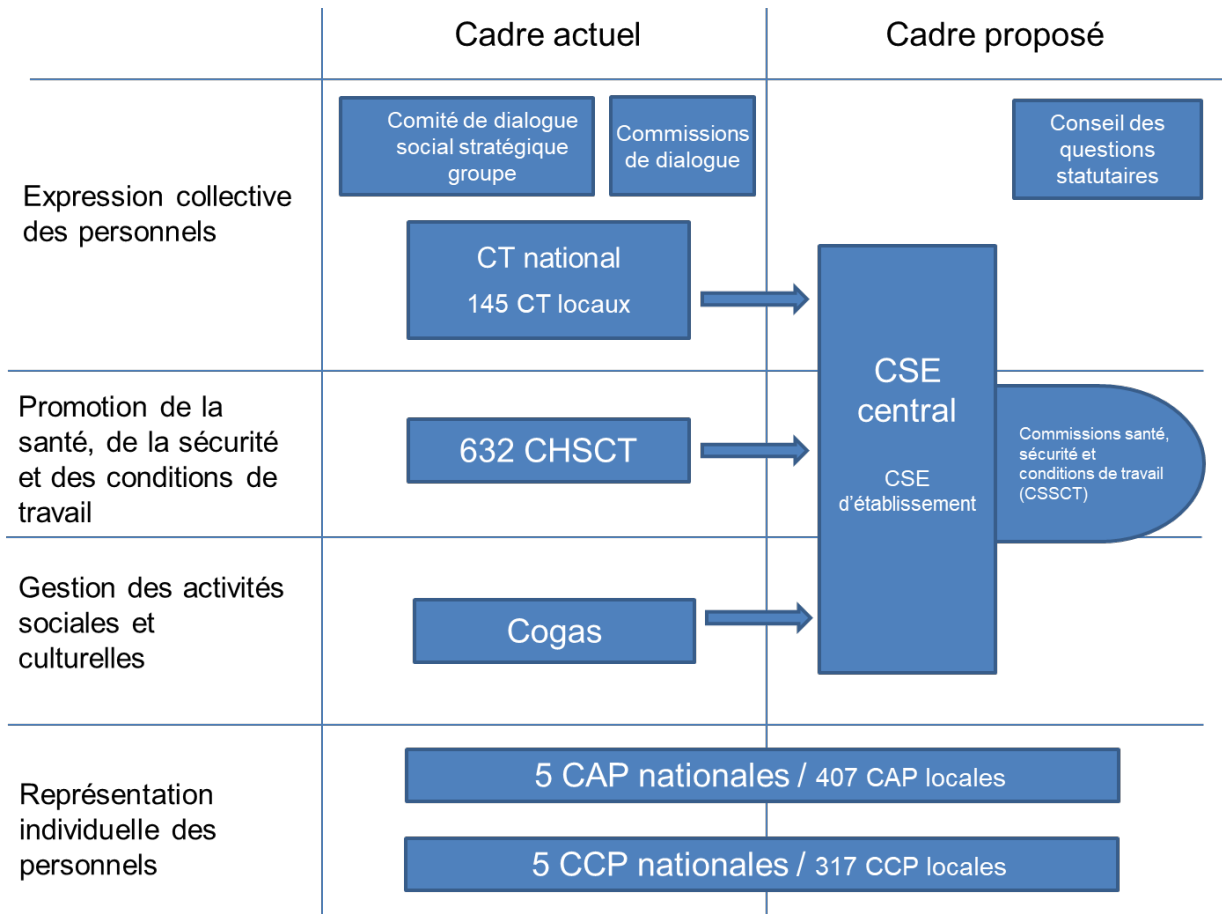 Cadre actuel
Cadre proposé
Expression collective
des personnels
Comité de dialogue
social stratégique
groupe
Commissions
de dialogue
Conseil des
questions
statutaires
CT national
145 CT locaux
CSE
central
CSE
d'établissement
Promotion de la
santé, de la sécurité
et des conditions de
travail
632 CHSCT
Commissions santé,
sécurité et
conditions de travail
(CSSCT)
Gestion des activités
sociales et
culturelles
Cogas
Représentation
individuelle des
personnels
5 CAP nationales / 407 CAP locales
5 CCP nationales / 317 CCP locales